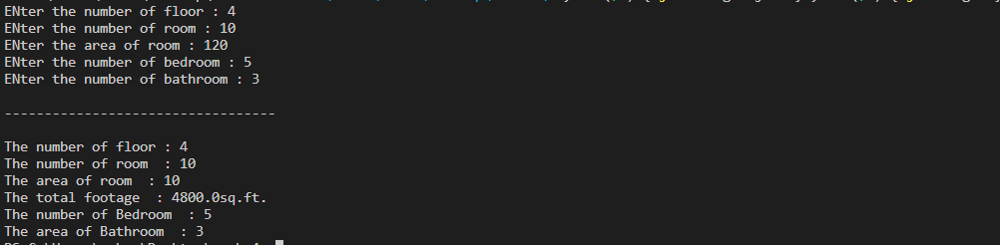 ENter the number of floor : 4
ENter the number of room : 10
ENter the area of room : 120
ENter the number of bedroom : 5
ENter the number of bathroom : 3
----------------------------------
The number of floor : 4
The number of room  : 10
The area of room  : 10
The total footage  : 4800.0sq.ft.
The number of Bedroom  : 5
The area of Bathroom  : 3